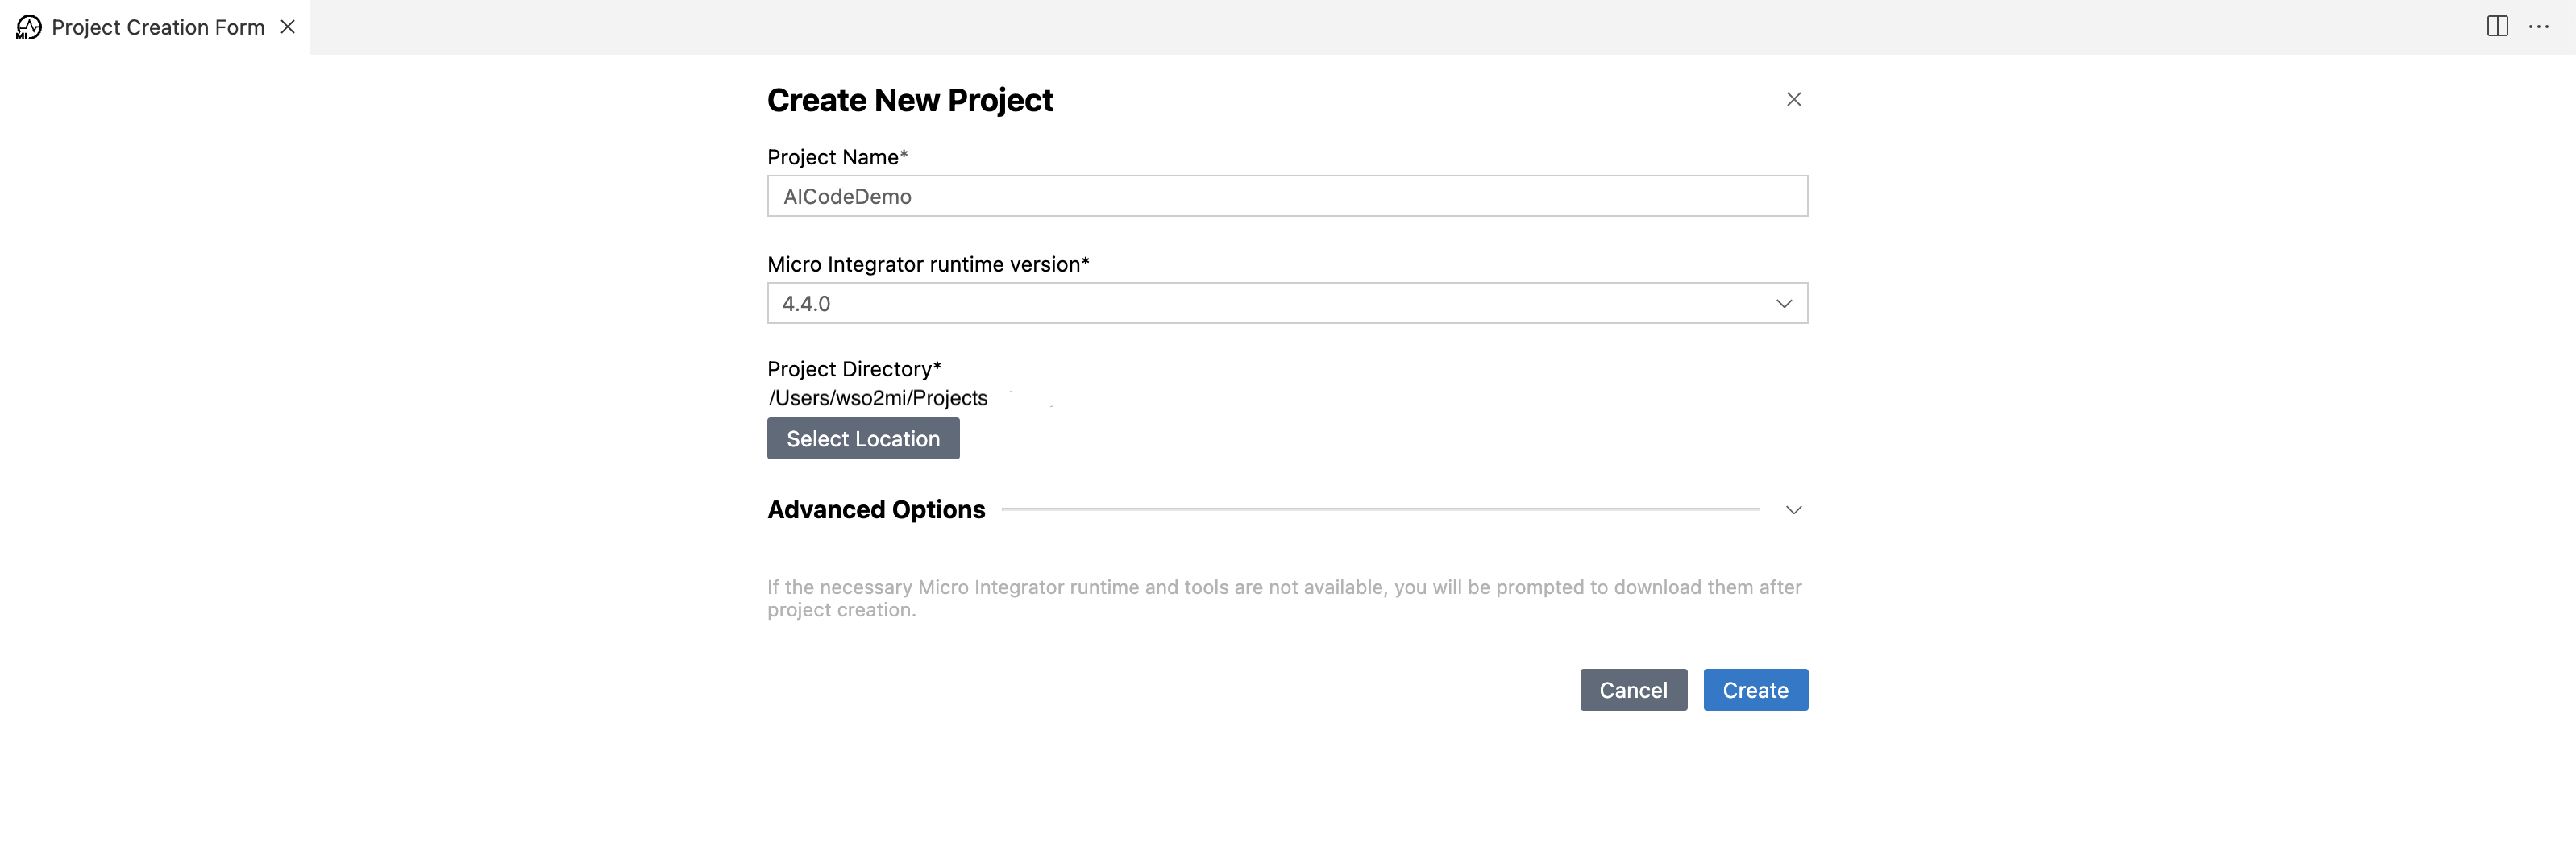 MI Project Creation Form
Create New Project
Project Name*
AICodeDemo
Micro Integrator runtime version*
4.4.0
Project Directory*
/Users/wso2mi/Projects
Select Location
Advanced Options
If the necessary Micro Integrator runtime and tools are not available, you will be prompted to download them after
project creation.
Cancel Create